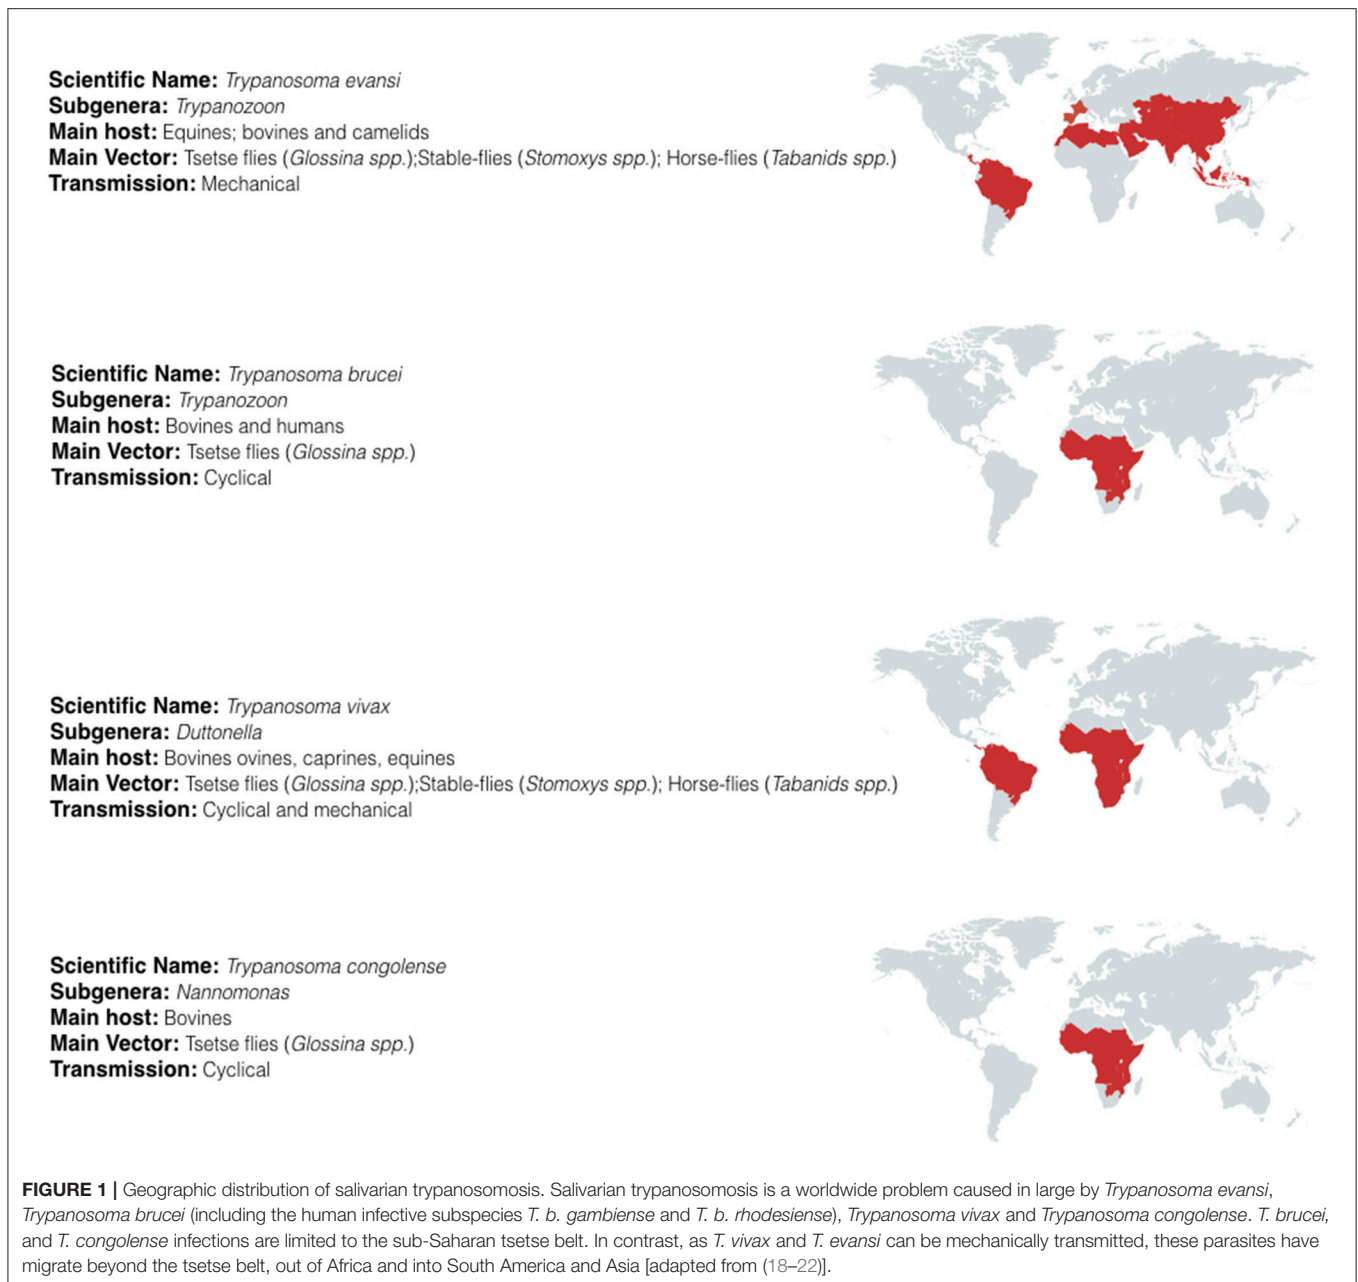 Scientific Name: Trypanosoma evansi
Subgenera: Trypanozoon
Main host: Equines; bovines and camelids
Main Vector: Tsetse flies (Glossina spp.);Stable-flies (Stomoxys spp.); Horse-flies (Tabanids spp.)
Transmission: Mechanical
Scientific Name: Trypanosoma brucei
Subgenera: Trypanozoon
Main host: Bovines and humans
Main Vector: Tsetse flies (Glossina spp.)
Transmission: Cyclical
Scientific Name: Trypanosoma vivax
Subgenera: Duttonella
Main host: Bovines ovines, caprines, equines
Main Vector: Tsetse flies (Glossina spp.);Stable-flies (Stomoxys spp.); Horse-flies (Tabanids spp.)
Transmission: Cyclical and mechanical
Scientific Name: Trypanosoma congolense
Subgenera: Nannomonas
Main host: Bovines
Main Vector: Tsetse flies (Glossina spp.)
Transmission: Cyclical
FIGURE 1 | Geographic distribution of salivarian trypanosomosis. Salivarian trypanosomosis is a worldwide problem caused in large by Trypanosoma evansi,
Trypanosoma brucei (including the human infective subspecies T. b. gambiense and T. b. rhodesiense), Trypanosoma vivax and Trypanosoma congolense. T. brucei,
and T. congolense infections are limited to the sub-Saharan tsetse belt. In contrast, as T. vivax and T. evansi can be mechanically transmitted, these parasites have
migrate beyond the tsetse belt, out of Africa and into South America and Asia [adapted from (18–22)].